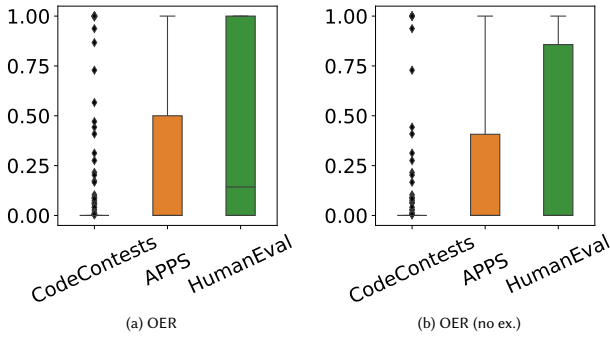 1.00
0.75
0.50
0.25
0.00
CodeContests
APPS
HumanEval
(a) OER
1.00
0.75
0.50
0.25
0.00
CodeContests
APPS
HumanEval
(b) OER (no ex.)